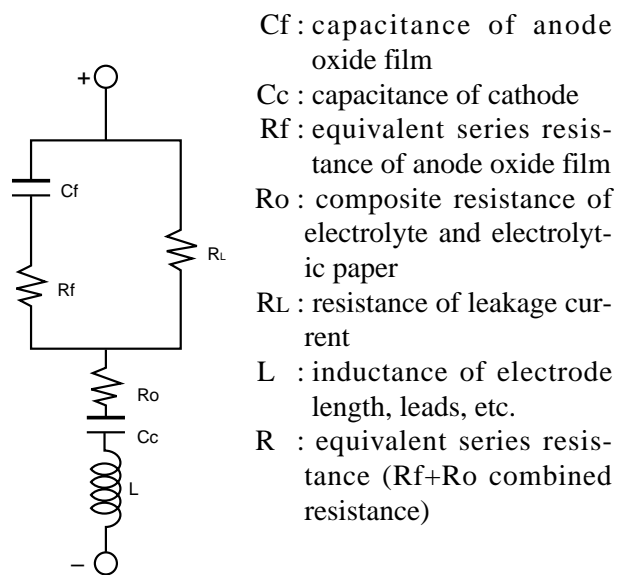 +
Cf
Rf
RL
Ro
Cc
L
–
Cf : capacitance of anode
oxide film
Cc : capacitance of cathode
Rf : equivalent series resis-
tance of anode oxide film
Ro : composite resistance of
electrolyte and electrolyt-
ic paper
RL : resistance of leakage cur-
rent
L : inductance of electrode
length, leads, etc.
R : equivalent series resis-
tance (Rf+Ro combined
resistance)